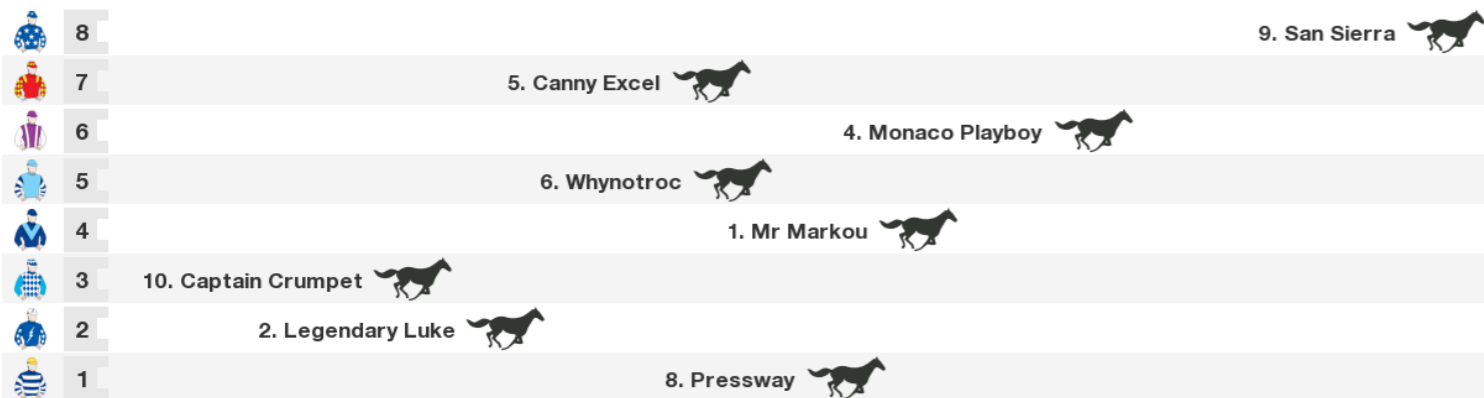 8 9. San Sierra
7 5. Canny Excel
6 4. Monaco Playboy
5 6. Whynotroc
4 1. Mr Markou
3 10. Captain Crumpet
2 2. Legendary Luke
1 8. Pressway